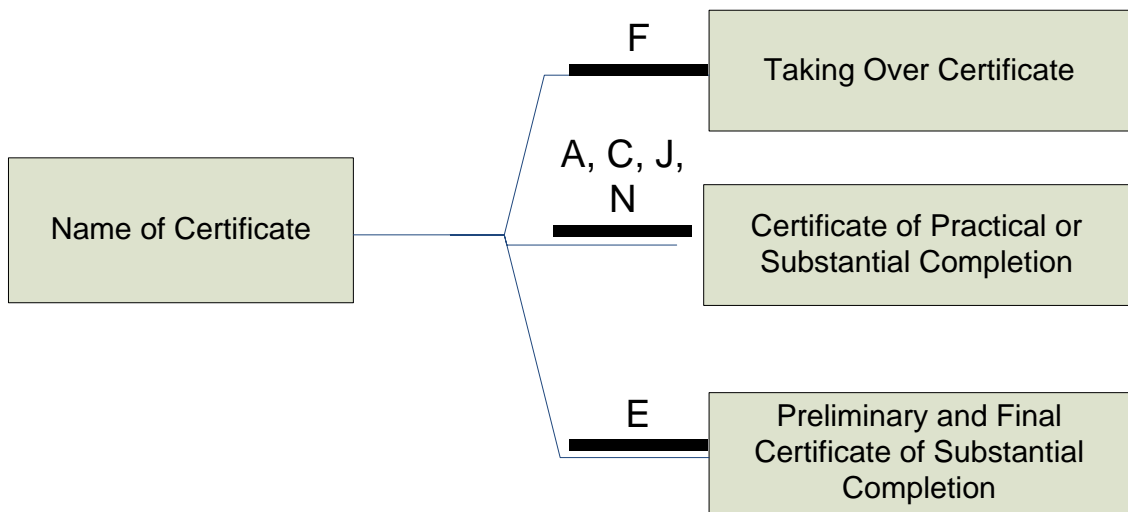 F
Taking Over Certificate
A, C, J,
N
Name of Certificate
Certificate of Practical or
Substantial Completion
E
Preliminary and Final
Certificate of Substantial
Completion